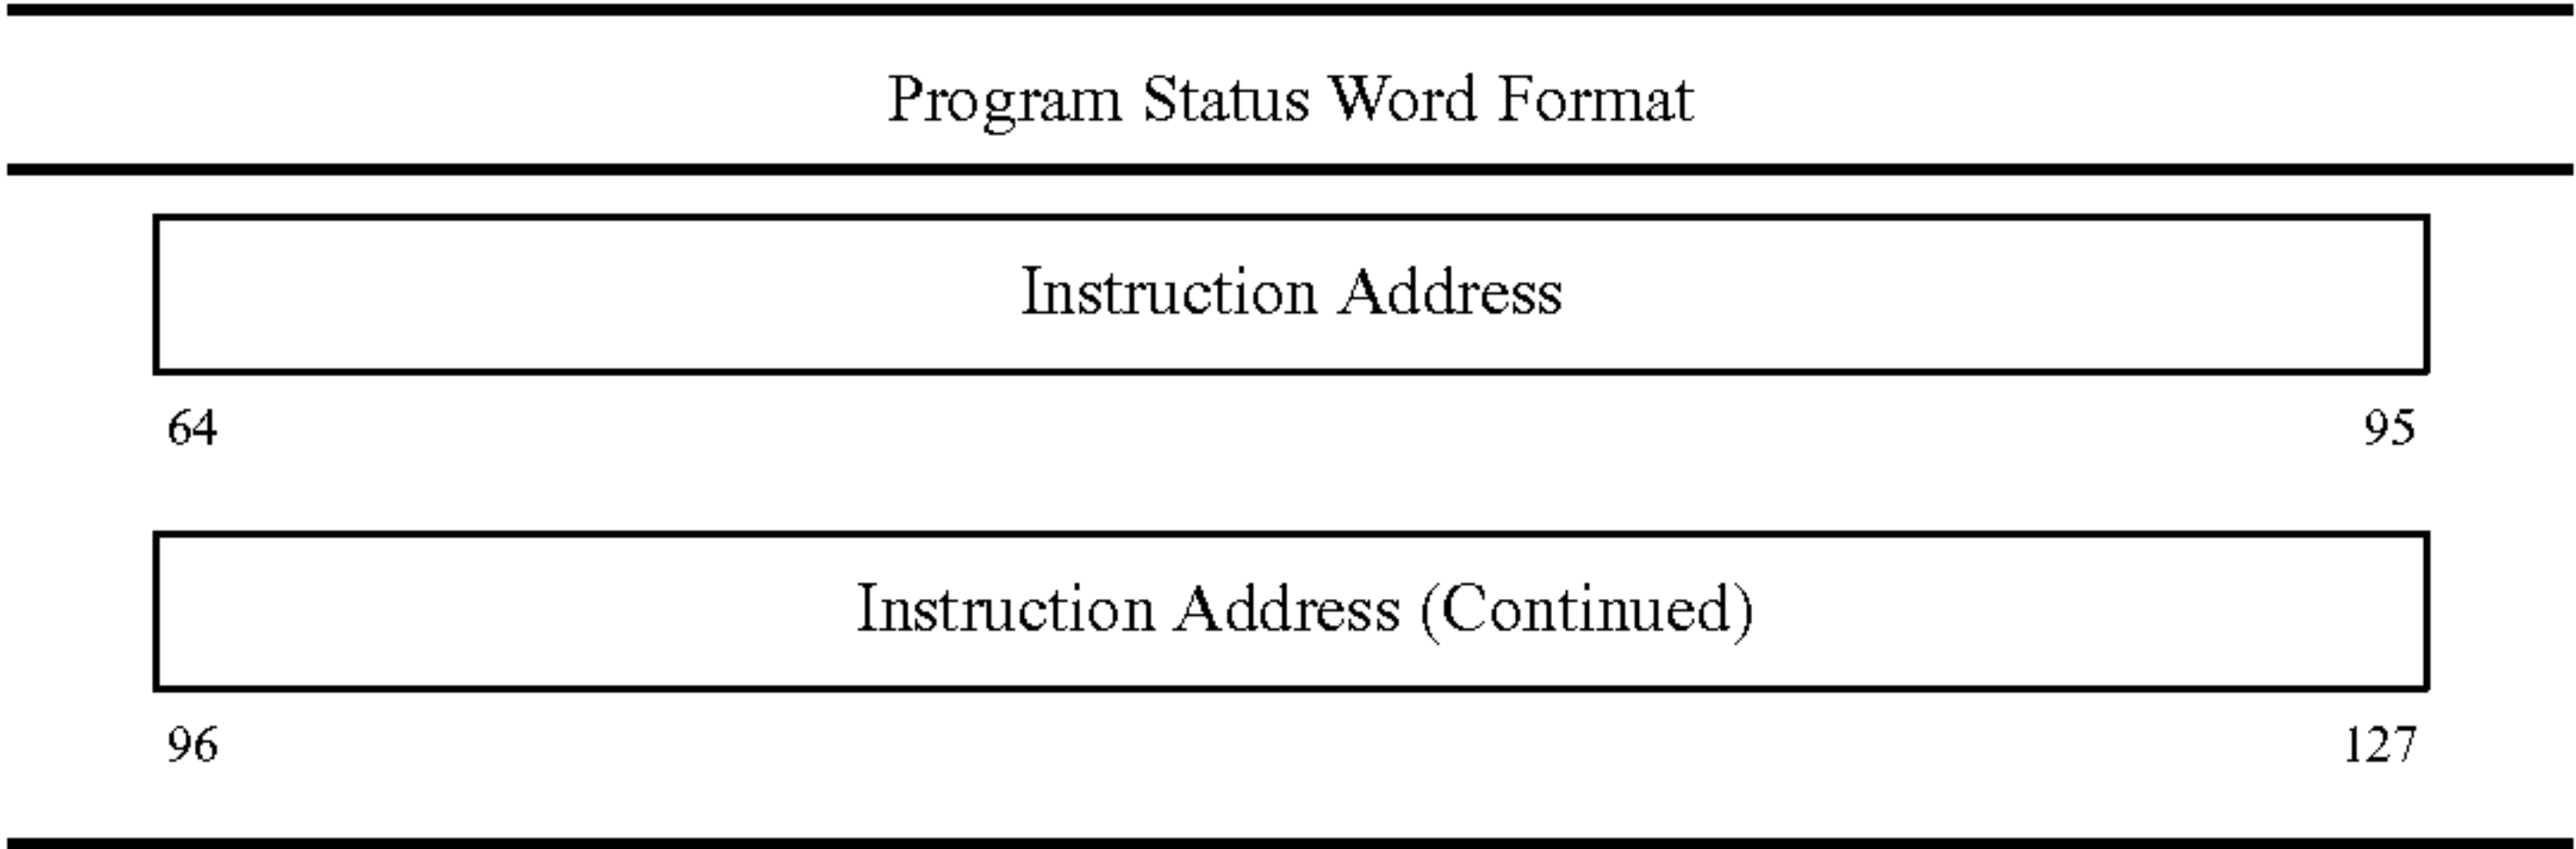 Program Status Word Format
Instruction Address
64 95
Instruction Address (Continued)
96 127